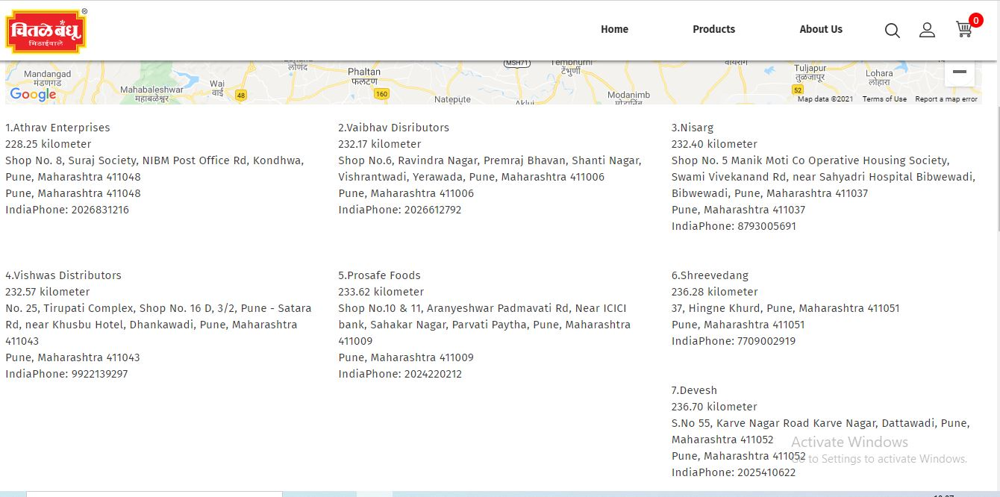 चितळे बंधू
मिठाईवाले
®
Home
Products
About Us
0
Mandangad
मंडणगड
Mahabaleshwar
महाबळेश्वर
Wai
वाई
48
लोणंद
Phaltan
फलटण
160
Natepute
MSH71
Tembhurni
टेंभुर्णी
Akluj
Modanimb
वायराग
Tuljapur
तुळजापूर
52
Lohara
लोहारा
Google
Map data ©2021 Terms of Use Report a map error
1.Athrav Enterprises
228.25 kilometer
Shop No. 8, Suraj Society, NIBM Post Office Rd, Kondhwa,
Pune, Maharashtra 411048
Pune, Maharashtra 411048
IndiaPhone: 2026831216
2.Vaibhav Disributors
232.17 kilometer
Shop No.6, Ravindra Nagar, Premraj Bhavan, Shanti Nagar,
Vishrantwadi, Yerawada, Pune, Maharashtra 411006
Pune, Maharashtra 411006
IndiaPhone: 2026612792
3.Nisarg
232.40 kilometer
Shop No. 5 Manik Moti Co Operative Housing Society,
Swami Vivekanand Rd, near Sahyadri Hospital Bibwewadi,
Bibwewadi, Pune, Maharashtra 411037
Pune, Maharashtra 411037
IndiaPhone: 8793005691
4.Vishwas Distributors
232.57 kilometer
No. 25, Tirupati Complex, Shop No. 16 D, 3/2, Pune - Satara
Rd, near Khusbu Hotel, Dhankawadi, Pune, Maharashtra
411043
Pune, Maharashtra 411043
IndiaPhone: 9922139297
5.Prosafe Foods
233.62 kilometer
Shop No.10 & 11, Aranyeshwar Padmavati Rd, Near ICICI
bank, Sahakar Nagar, Parvati Paytha, Pune, Maharashtra
411009
Pune, Maharashtra 411009
IndiaPhone: 2024220212
6.Shreevedang
236.28 kilometer
37, Hingne Khurd, Pune, Maharashtra 411051
Pune, Maharashtra 411051
IndiaPhone: 7709002919
7.Devesh
236.70 kilometer
S.No 55, Karve Nagar Road Karve Nagar, Dattawadi, Pune,
Maharashtra 411052
Pune, Maharashtra 411052
IndiaPhone: 2025410622
Activate Windows
Go to Settings to activate Windows.